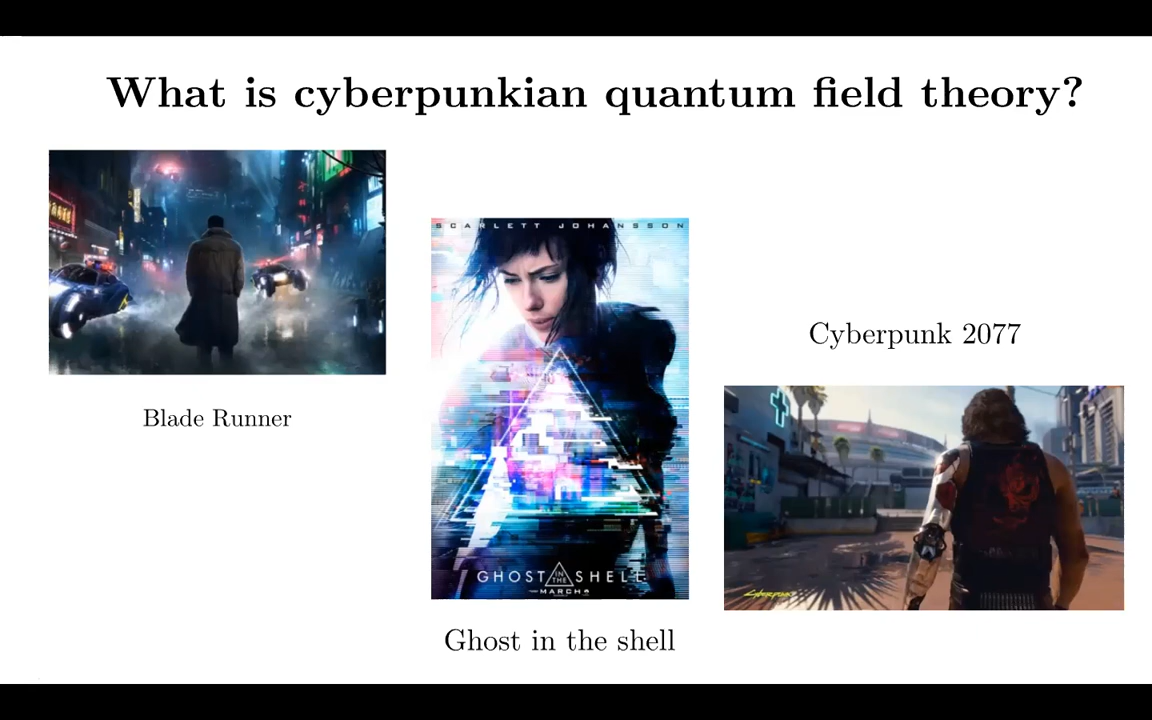 What is cyberpunkian quantum field theory?
Blade Runner
SCARLETT JOHANSSON
GHOST IN THE SHELL
MARCH
Ghost in the shell
Cyberpunk 2077
Cyberpunk